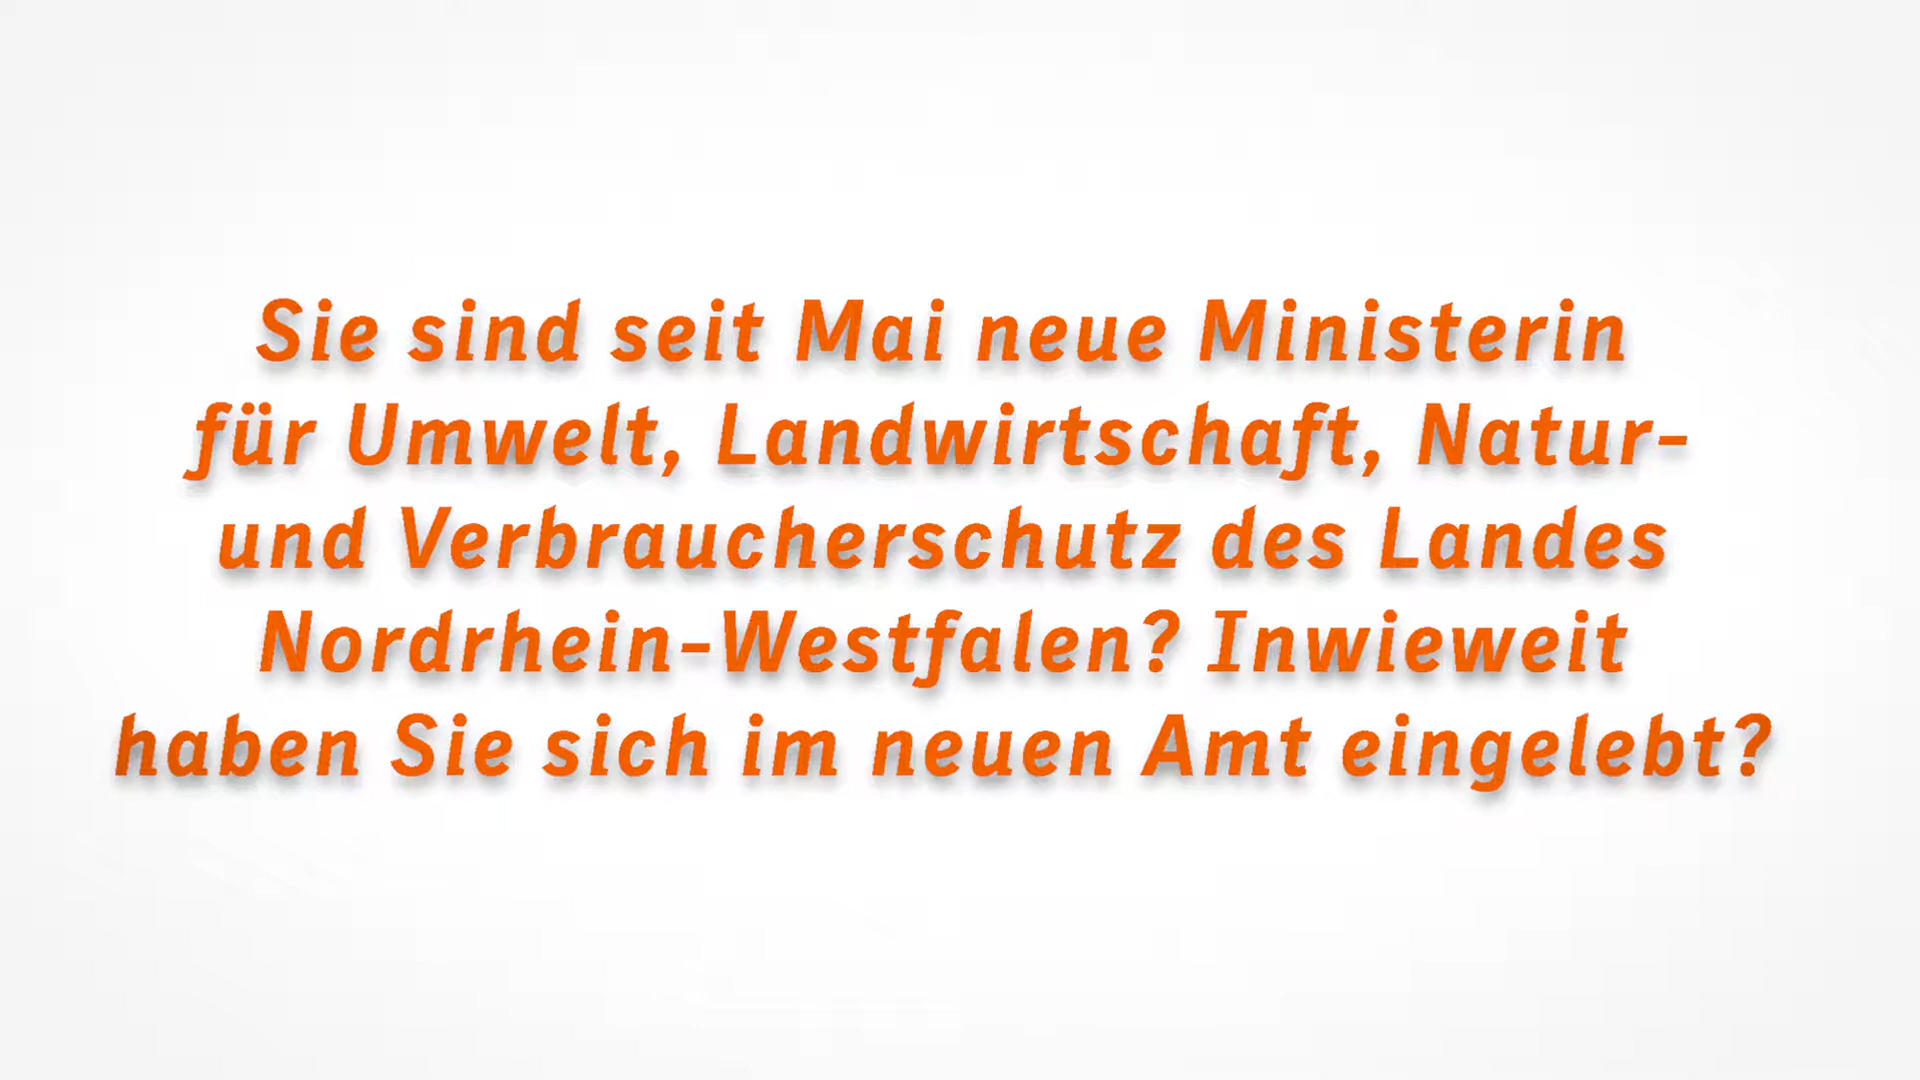 Sie sind seit Mai neue Ministerin
für Umwelt, Landwirtschaft, Natur-
und Verbraucherschutz des Landes
Nordrhein-Westfalen? Inwieweit
haben Sie sich im neuen Amt eingelebt?